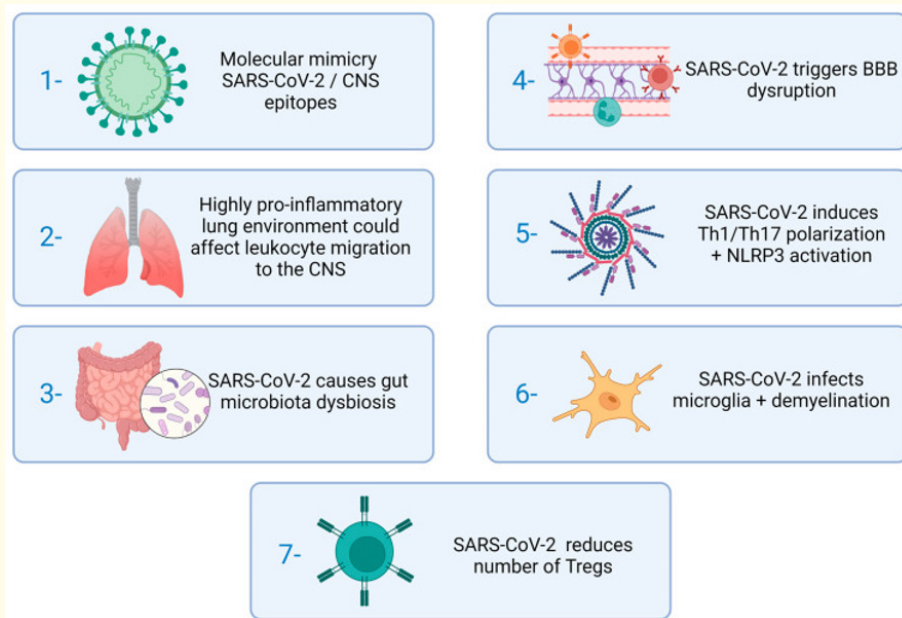 1-
Molecular mimicry
SARS-CoV-2 / CNS
epitopes
2-
Highly pro-inflammatory
lung environment could
affect leukocyte migration
to the CNS
3-
SARS-CoV-2 causes gut
microbiota dysbiosis
4-
SARS-CoV-2 triggers BBB
disruption
5-
SARS-CoV-2 induces
Th1/Th17 polarization
+ NLRP3 activation
6-
SARS-CoV-2 infects
microglia + demyelination
7-
SARS-CoV-2 reduces
number of Tregs